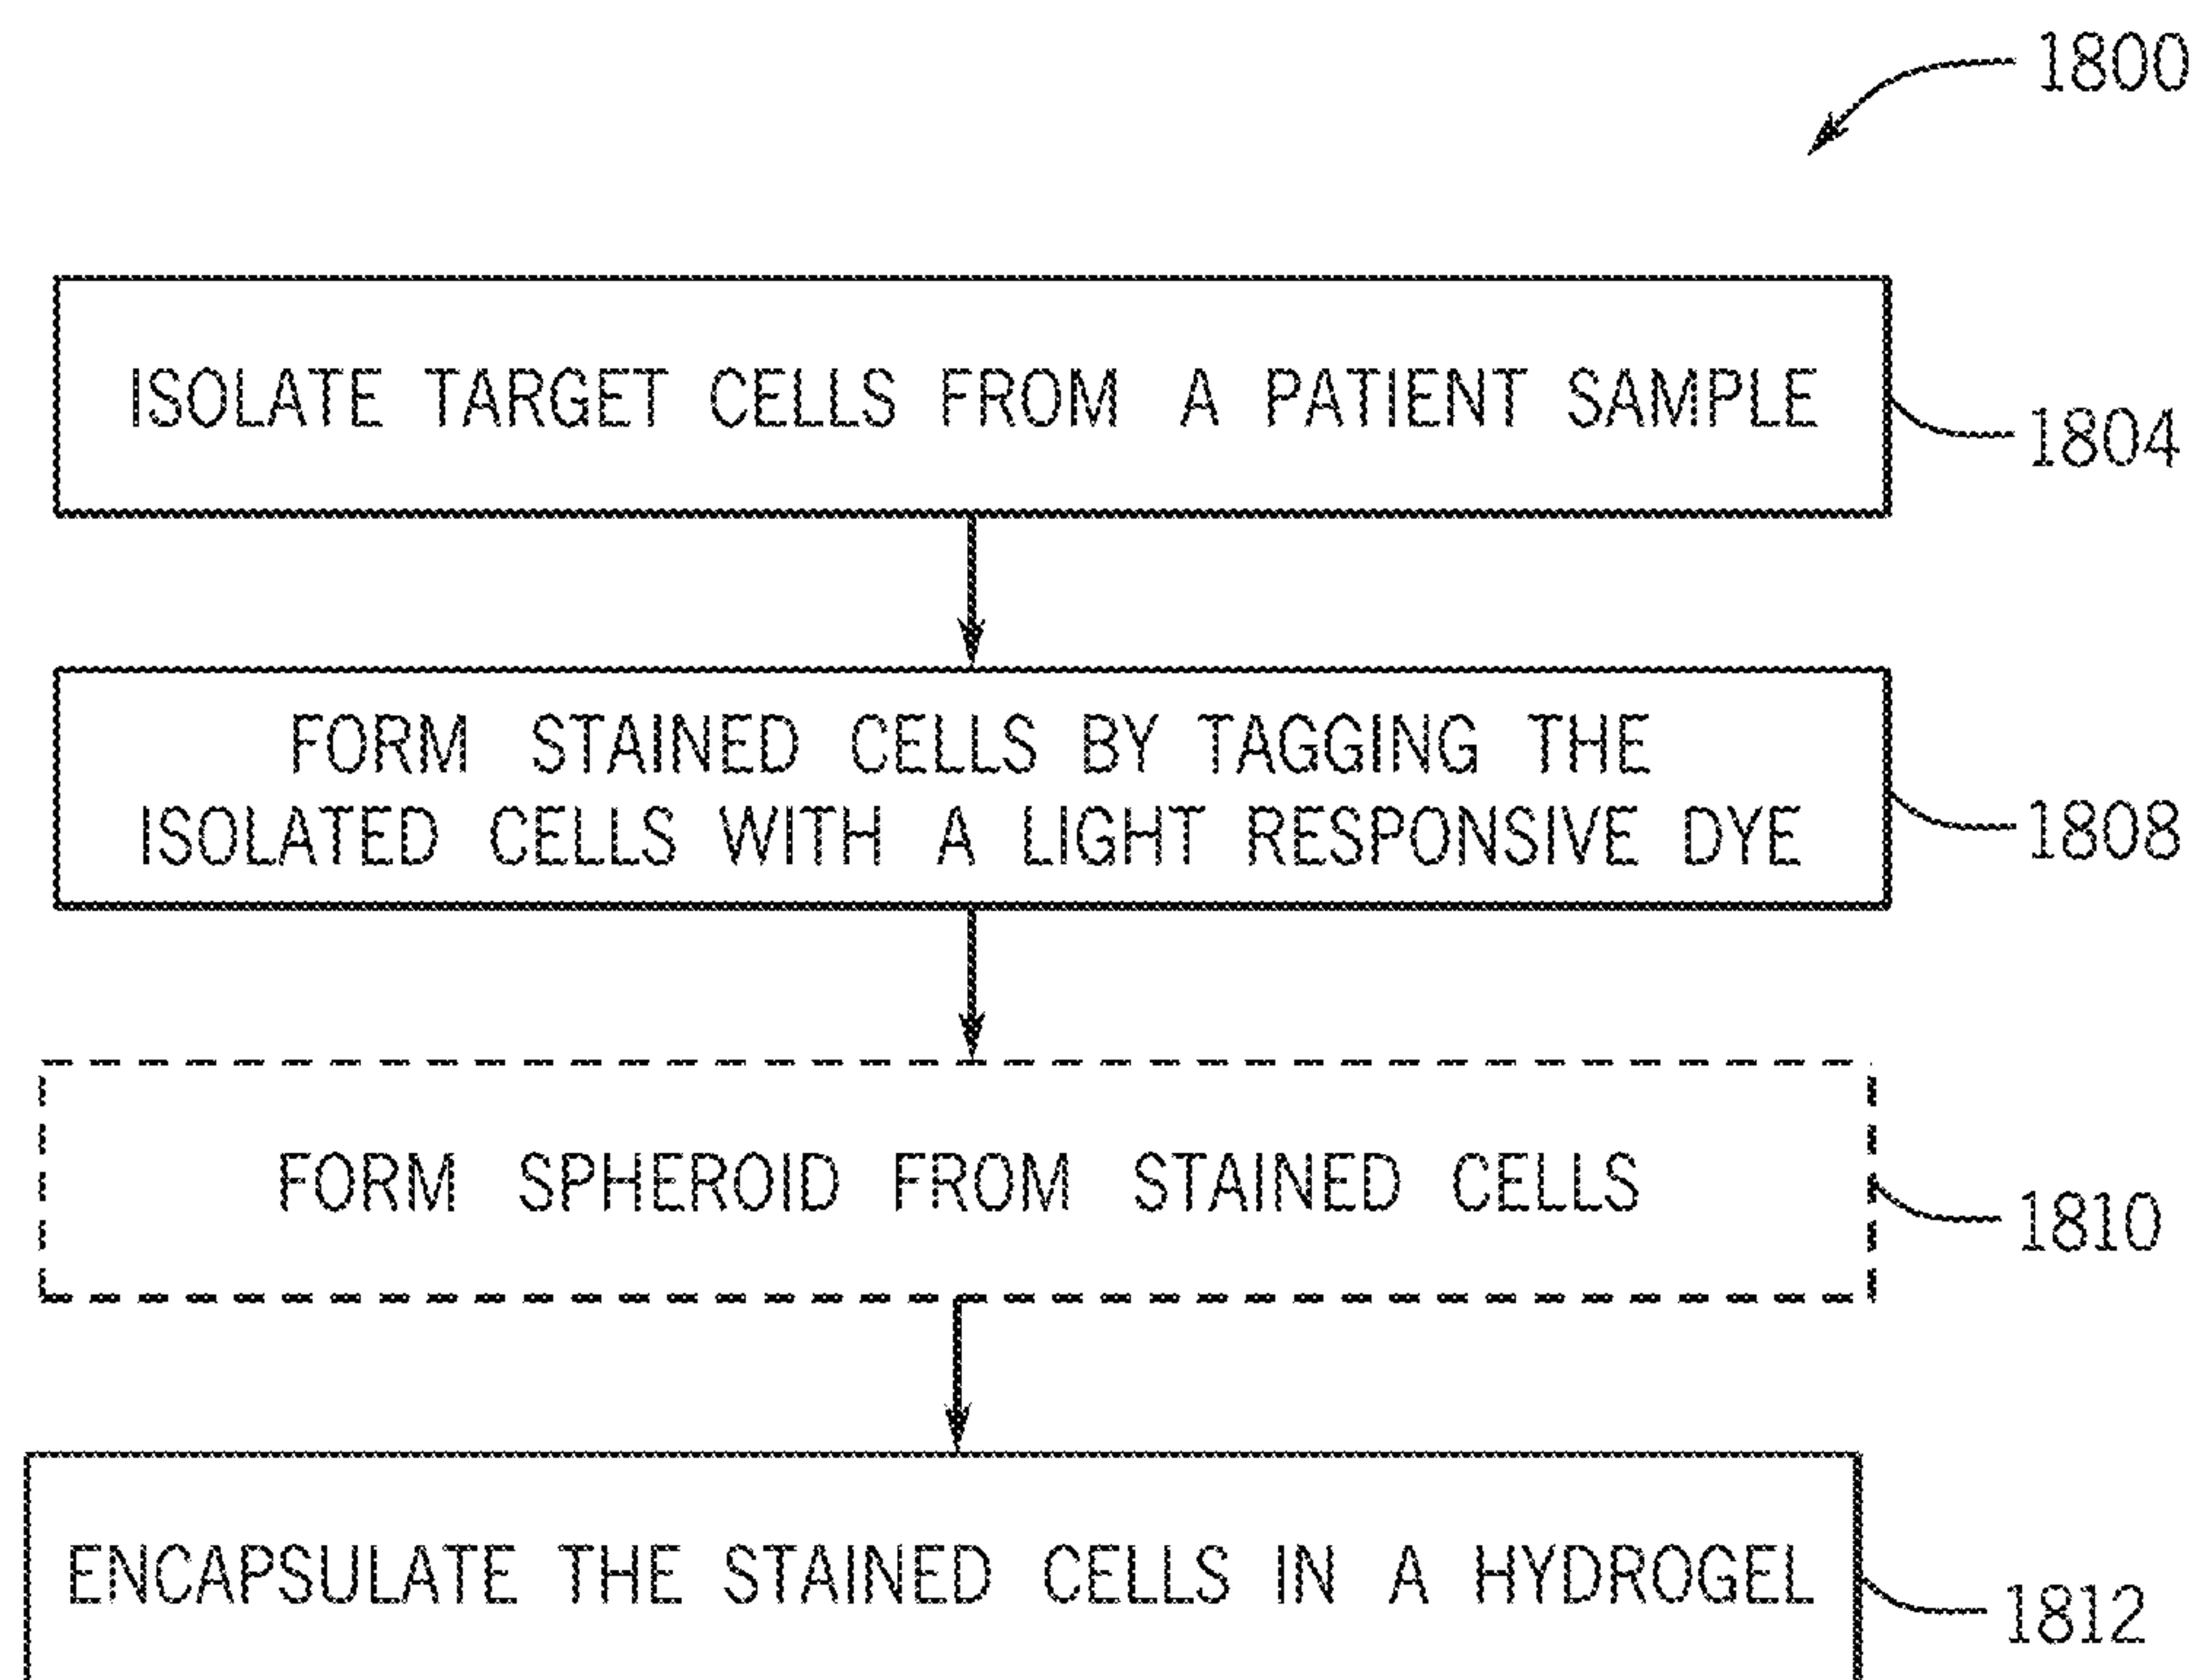 1800
ISOLATE TARGET CELLS FROM A PATIENT SAMPLE
1804
FORM STAINED CELLS BY TAGGING THE
ISOLATED CELLS WITH A LIGHT RESPONSIVE DYE
1808
FORM SPHEROID FROM STAINED CELLS
1810
ENCAPSULATE THE STAINED CELLS IN A HYDROGEL
1812